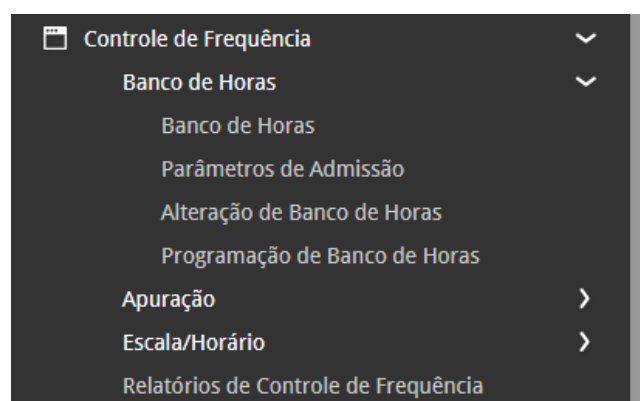 Controle de Frequência
Banco de Horas
Banco de Horas
Parâmetros de Admissão
Alteração de Banco de Horas
Programação de Banco de Horas
Apuração
Escala/Horário
Relatórios de Controle de Frequência